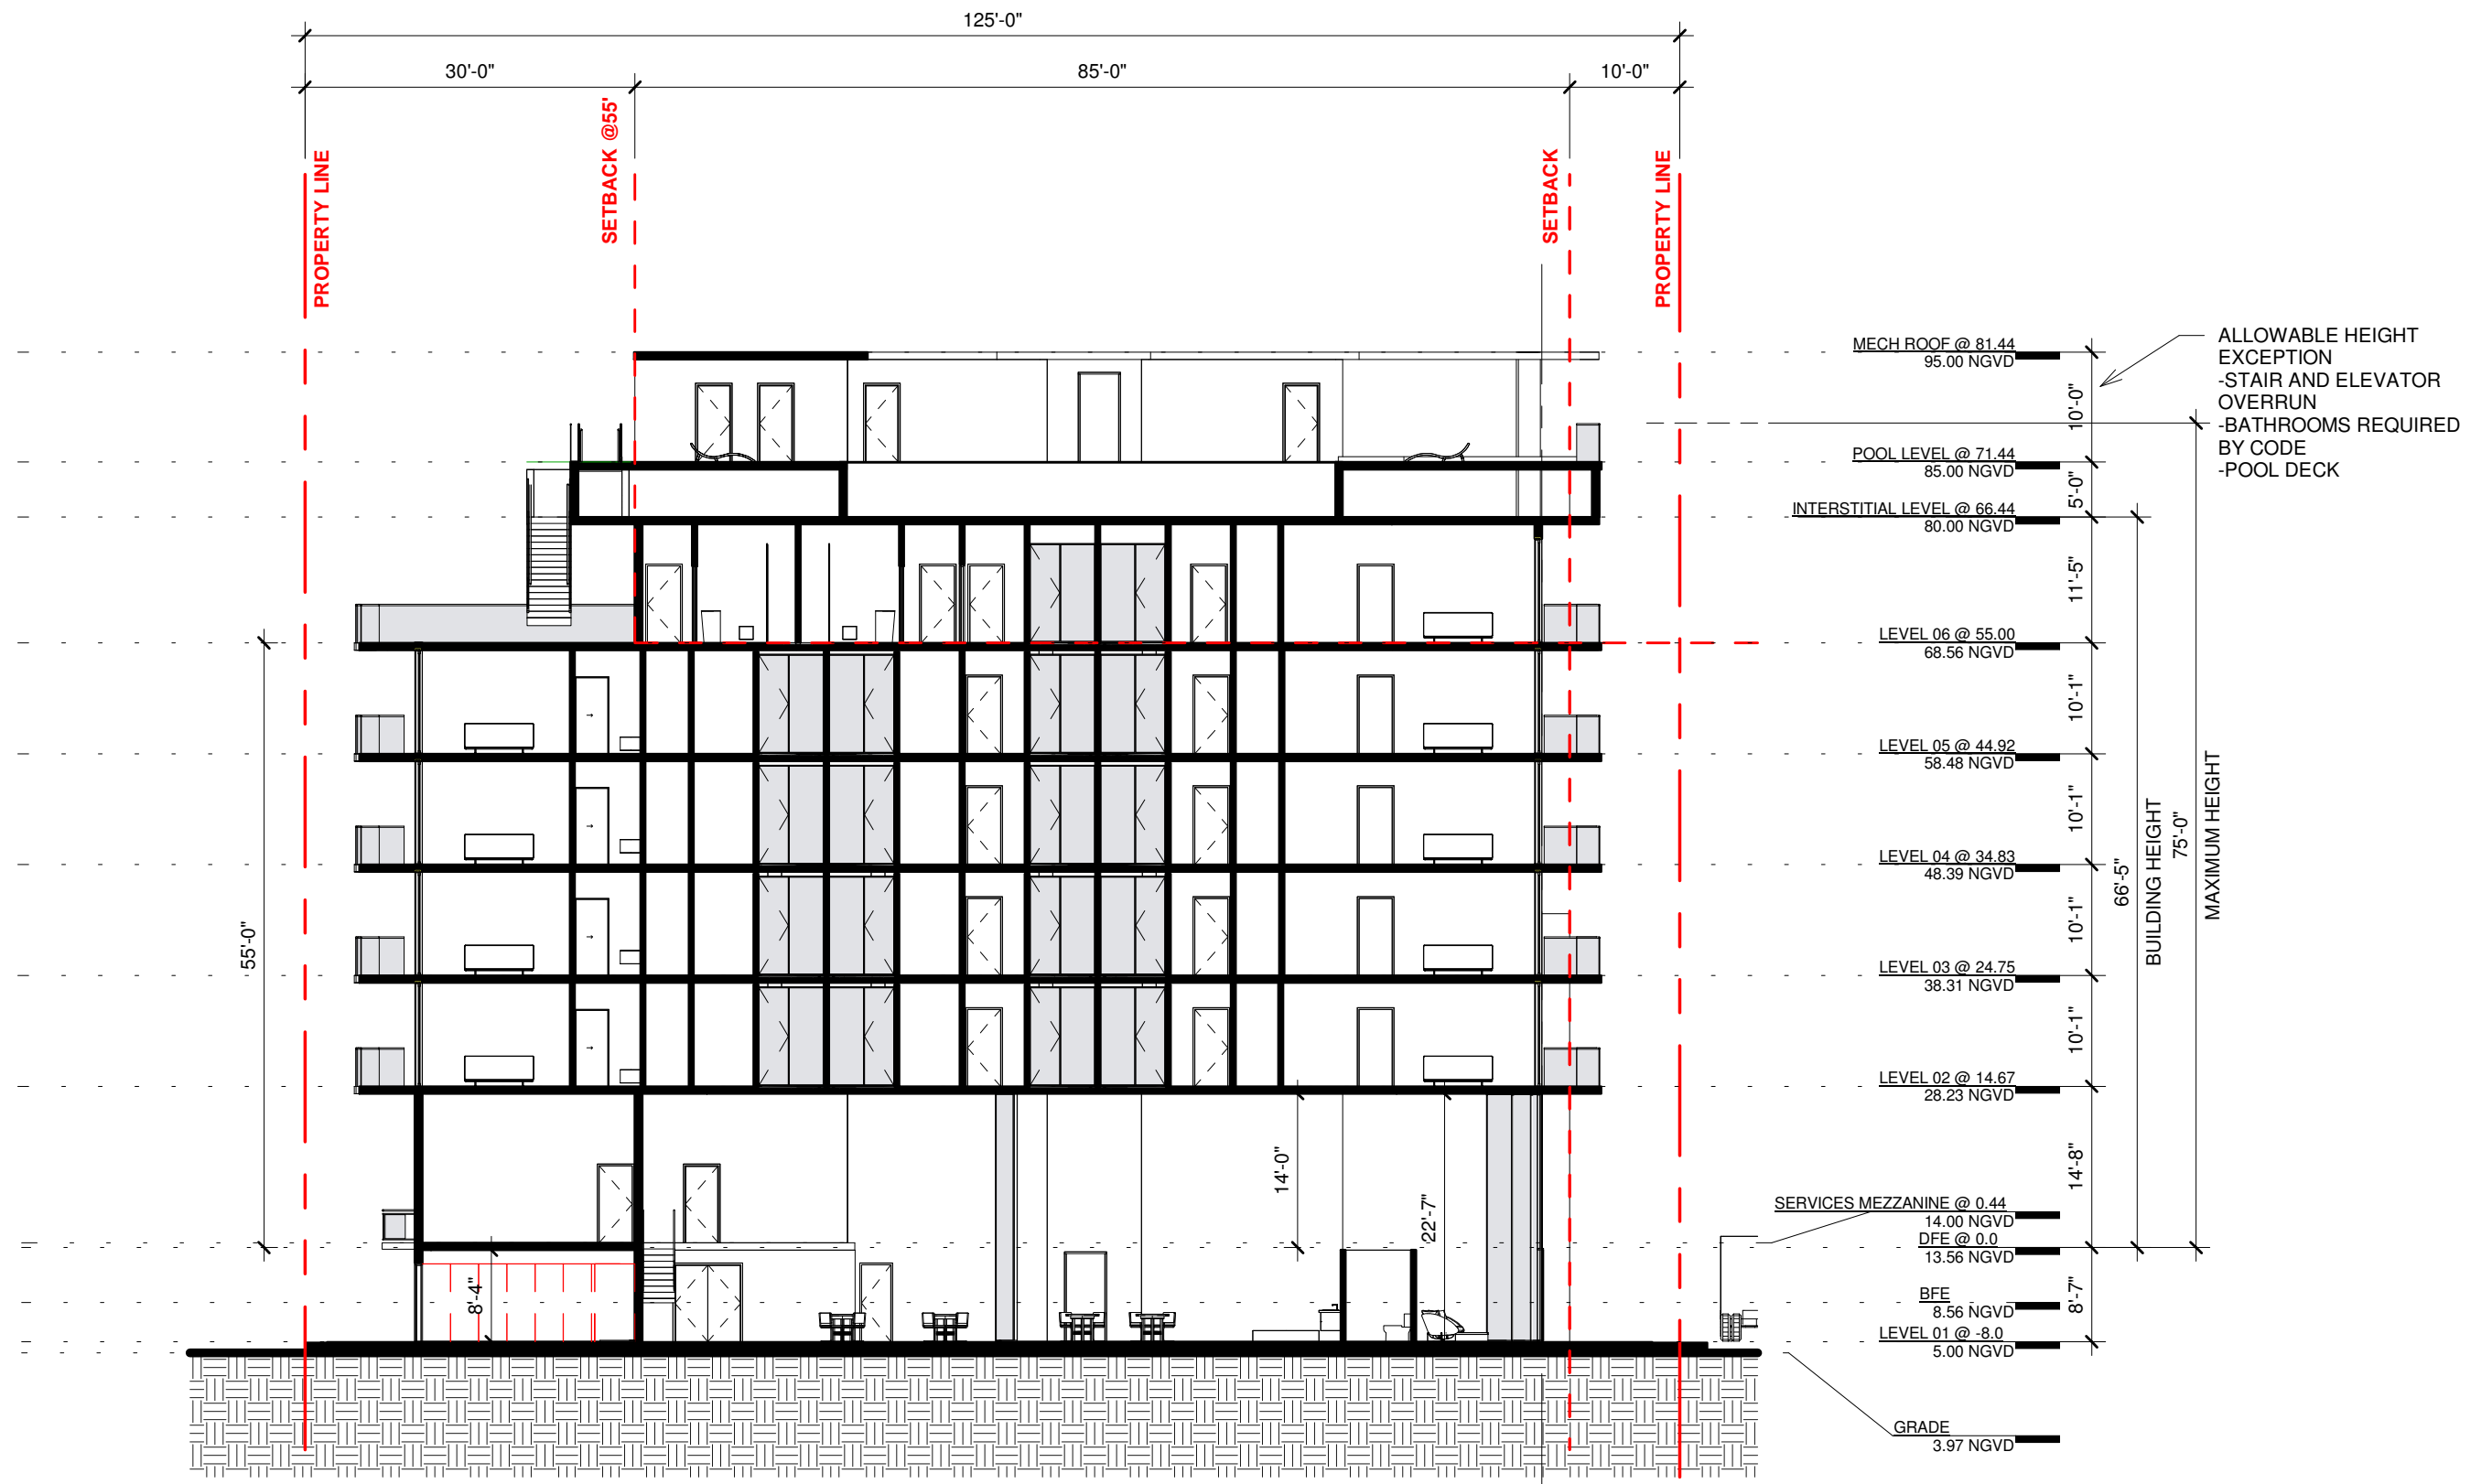 125'-0"
30'-0"
85'-0"
10'-0"
PROPERTY LINE
SETBACK @55'
SETBACK
PROPERTY LINE
MECH ROOF @ 81.44
95.00 NGVD
ALLOWABLE HEIGHT
EXCEPTION
-STAIR AND ELEVATOR
OVERRUN
-BATHROOMS REQUIRED
BY CODE
-POOL DECK
10'-0"
POOL LEVEL @ 71.44
85.00 NGVD
5'-0"
INTERSTITIAL LEVEL @ 66.44
80.00 NGVD
11'-5"
LEVEL 06 @ 55.00
68.56 NGVD
10'-1"
LEVEL 05 @ 44.92
58.48 NGVD
10'-1"
LEVEL 04 @ 34.83
48.39 NGVD
10'-1"
LEVEL 03 @ 24.75
38.31 NGVD
10'-1"
LEVEL 02 @ 14.67
28.23 NGVD
14'-8"
66'-5"
BUILDING HEIGHT
75'-0"
MAXIMUM HEIGHT
55'-0"
14'-0"
22'-7"
8'-4"
SERVICES MEZZANINE @ 0.44
14.00 NGVD
DFE @ 0.0
13.56 NGVD
BFE
8.56 NGVD
8'-7"
LEVEL 01 @ -8.0
5.00 NGVD
GRADE
3.97 NGVD